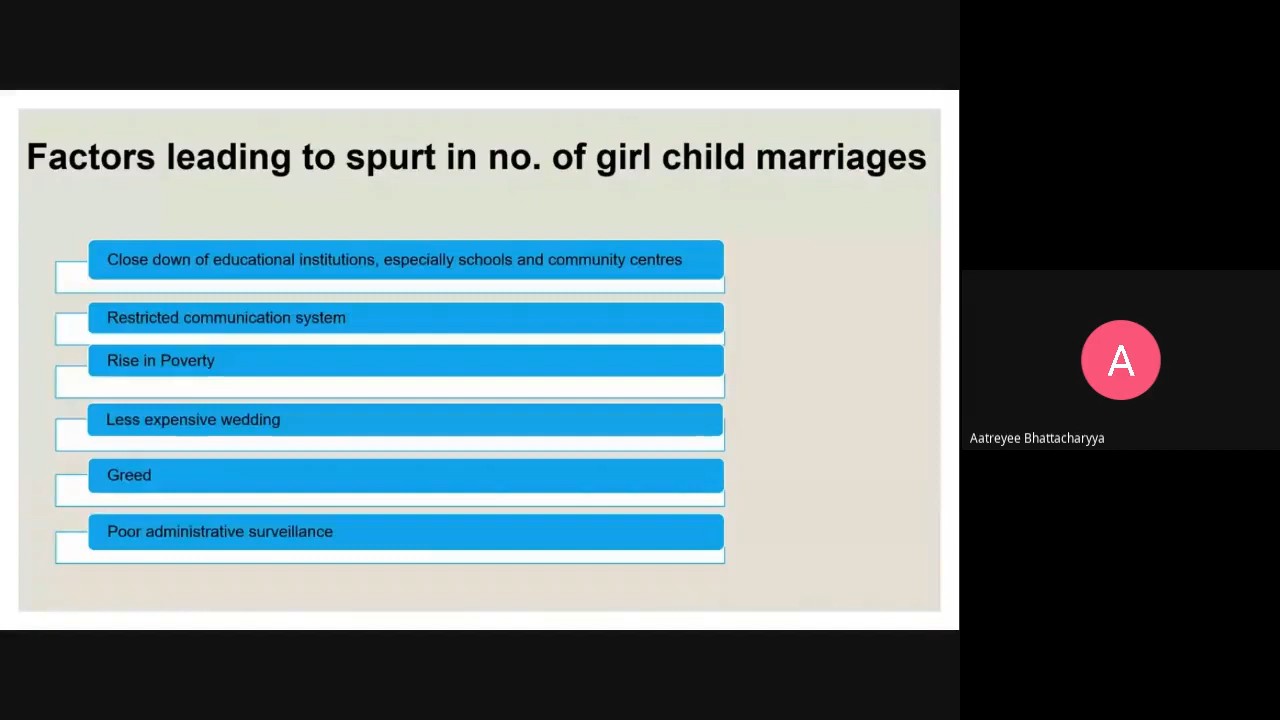 Factors leading to spurt in no. of girl child marriages
Close down of educational institutions, especially schools and community centres
Restricted communication system
Rise in Poverty
Less expensive wedding
Greed
Poor administrative surveillance
A
Aatreyee Bhattacharyya